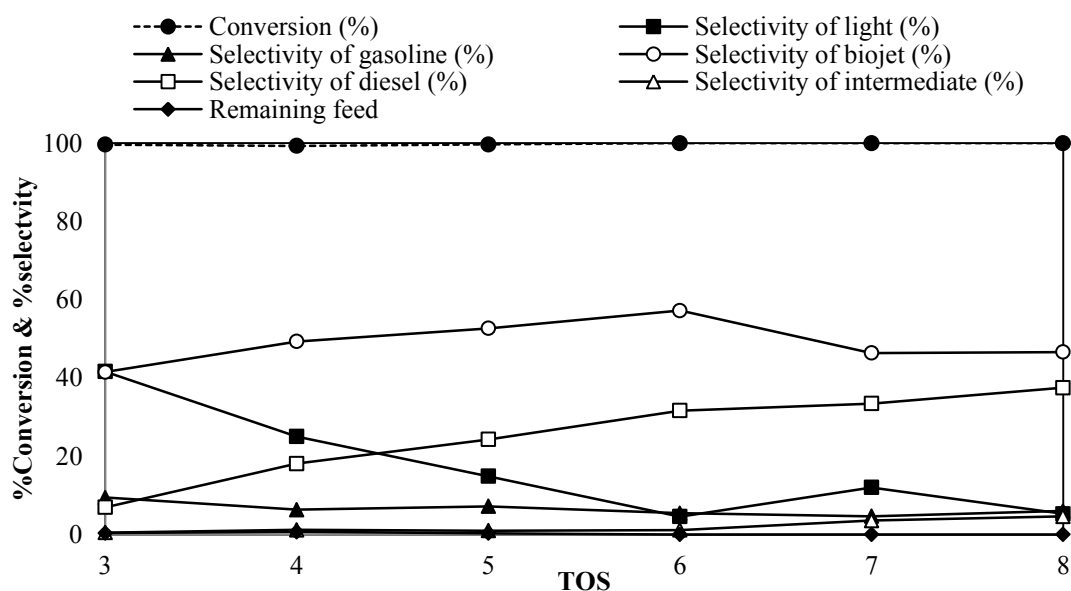 Conversion (%)
Selectivity of light (%)
Selectivity of gasoline (%)
Selectivity of biojet (%)
Selectivity of diesel (%)
Selectivity of intermediate (%)
Remaining feed
%Conversion & %selectvity
100
80
60
40
20
0
3 4 5 6 7 8
TOS